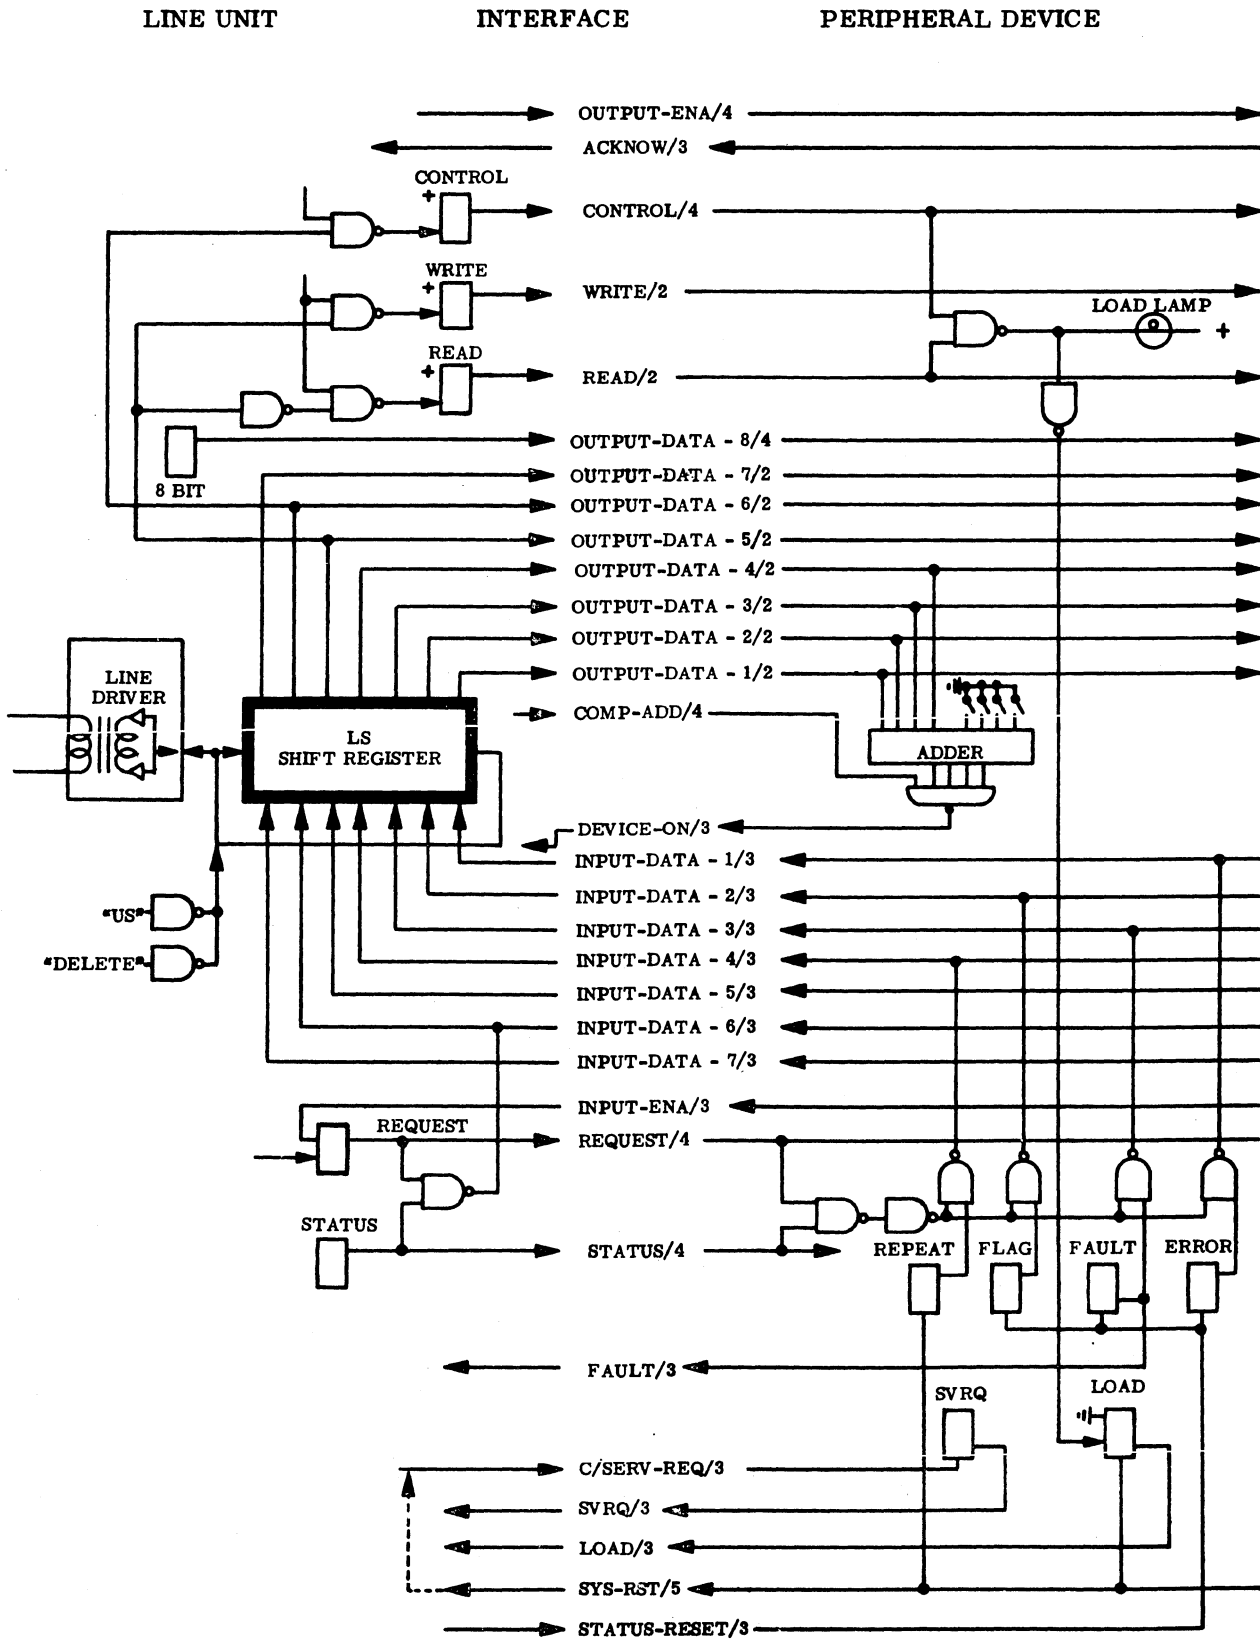 LINE UNIT INTERFACE PERIPHERAL DEVICE
OUTPUT-ENA/4
ACKNOW/3
CONTROL
+
CONTROL/4
WRITE
+
WRITE/2
LOAD LAMP
+
READ
+
READ/2
OUTPUT-DATA - 8/4
8 BIT
OUTPUT-DATA - 7/2
OUTPUT-DATA - 6/2
OUTPUT-DATA - 5/2
OUTPUT-DATA - 4/2
OUTPUT-DATA - 3/2
OUTPUT-DATA - 2/2
OUTPUT-DATA - 1/2
LINE
DRIVER
COMP-ADD/4
LS
SHIFT REGISTER
ADDER
DEVICE-ON/3
INPUT-DATA - 1/3
INPUT-DATA - 2/3
"US"
INPUT-DATA - 3/3
"DELETE"
INPUT-DATA - 4/3
INPUT-DATA - 5/3
INPUT-DATA - 6/3
INPUT-DATA - 7/3
INPUT-ENA/3
REQUEST
REQUEST/4
STATUS
STATUS/4
REPEAT FLAG FAULT ERROR
FAULT/3
SVRQ
LOAD
C/SERV-REQ/3
SVRQ/3
LOAD/3
SYS-RST/5
STATUS-RESET/3